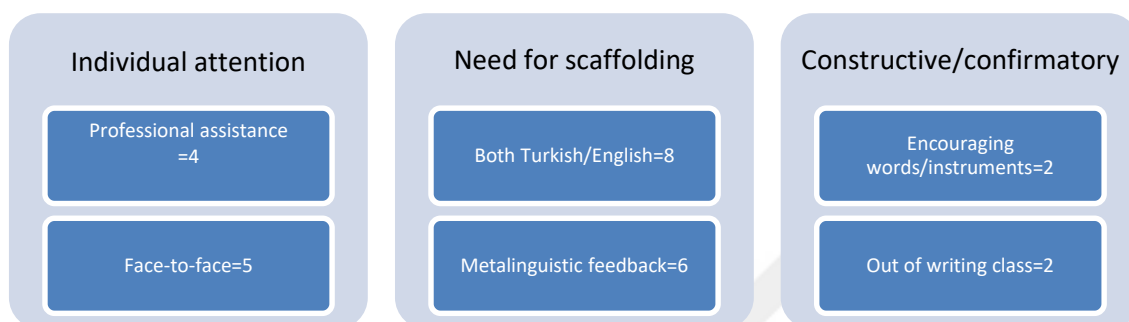 Individual attention
Professional assistance
=4
Face-to-face=5
Need for scaffolding
Both Turkish/English=8
Metalinguistic feedback=6
Constructive/confirmatory
Encouraging
words/instruments=2
Out of writing class=2